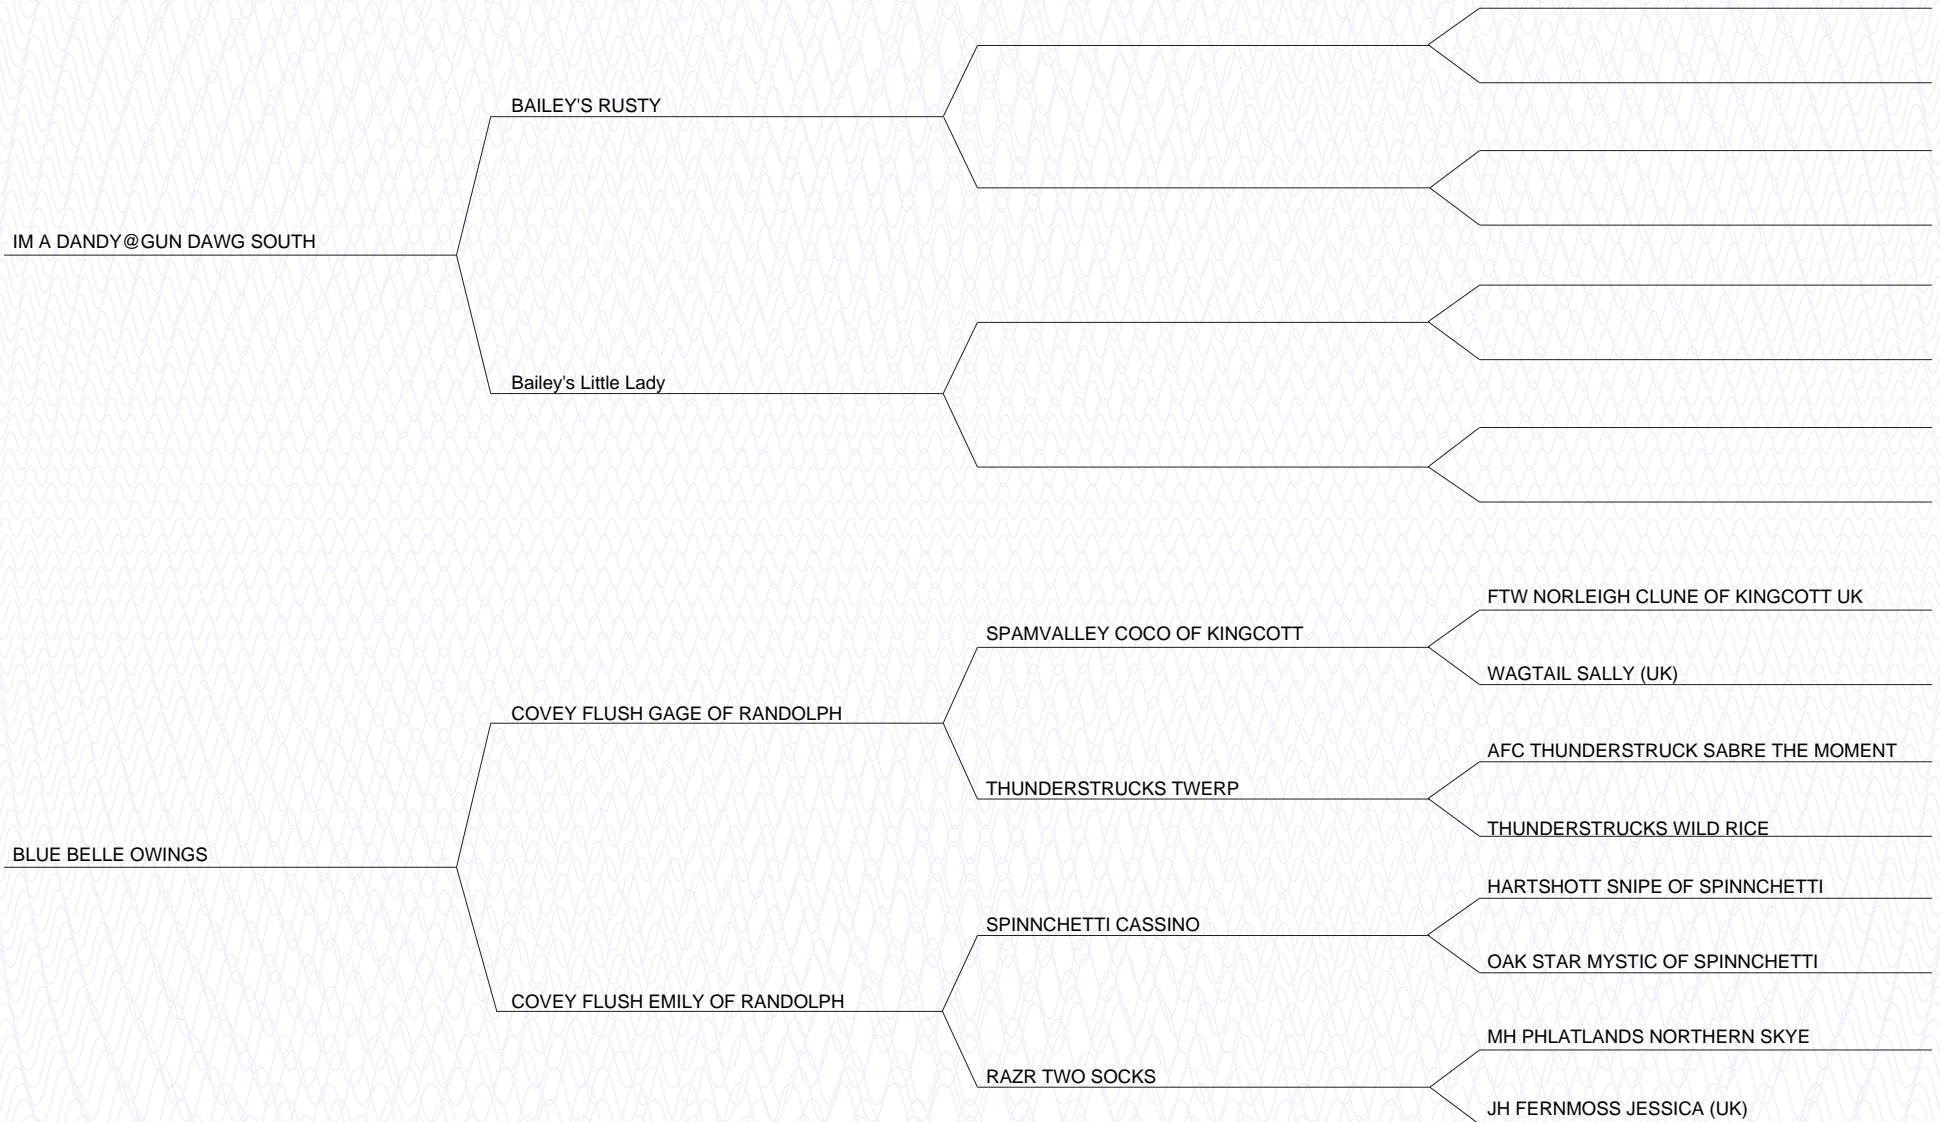 BAILEY'S RUSTY
IM A DANDY@GUN DAWG SOUTH
Bailey's Little Lady
FTW NORLEIGH CLUNE OF KINGCOTT UK
SPAMVALLEY COCO OF KINGCOTT
WAGTAIL SALLY (UK)
COVEY FLUSH GAGE OF RANDOLPH
AFC THUNDERSTRUCK SABRE THE MOMENT
THUNDERSTRUCKS TWERP
THUNDERSTRUCKS WILD RICE
BLUE BELLE OWINGS
HARTSHOTT SNIPE OF SPINNCHETTI
SPINNCHETTI CASSINO
OAK STAR MYSTIC OF SPINNCHETTI
COVEY FLUSH EMILY OF RANDOLPH
MH PHLATLANDS NORTHERN SKYE
RAZR TWO SOCKS
JH FERNMOSS JESSICA (UK)